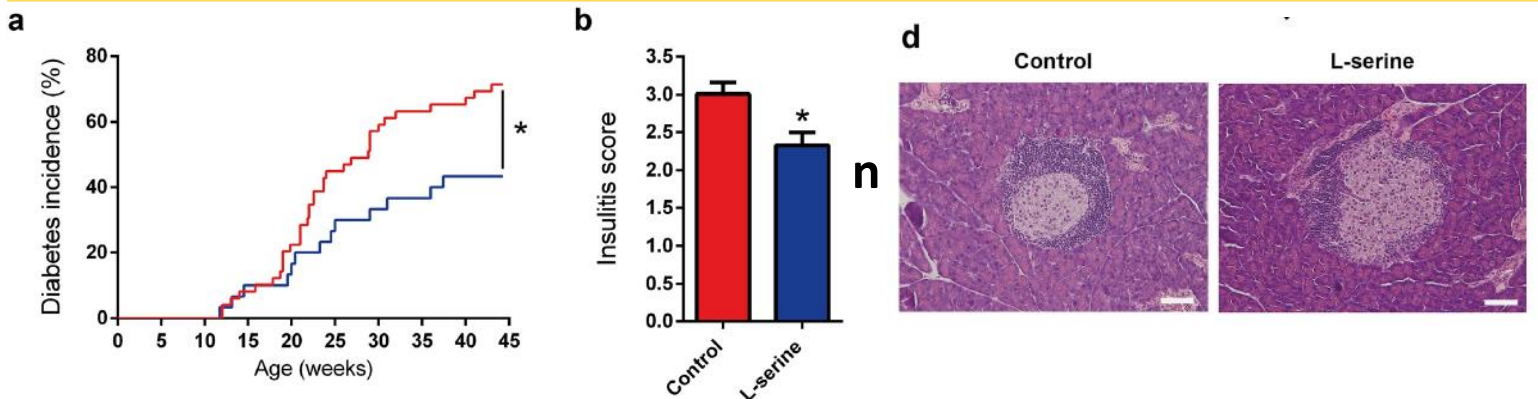 a
80
60
40
20
0
Diabetes incidence (%)
*
0 5 10 15 20 25 30 35 40 45
Age (weeks)
b
3.5
3.0
2.5
2.0
1.5
1.0
0.5
0.0
Insulitis score
*
Control
L-serine
n
d
Control
L-serine